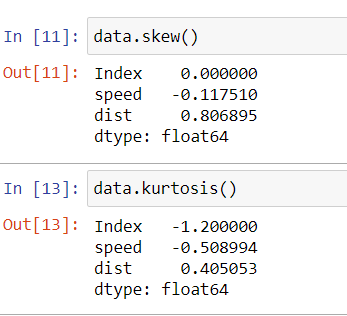 In [11]: data.skew()
Out[11]: Index    0.000000
speed   -0.117510
dist     0.806895
dtype: float64
In [13]: data.kurtosis()
Out[13]: Index   -1.200000
speed   -0.508994
dist     0.405053
dtype: float64